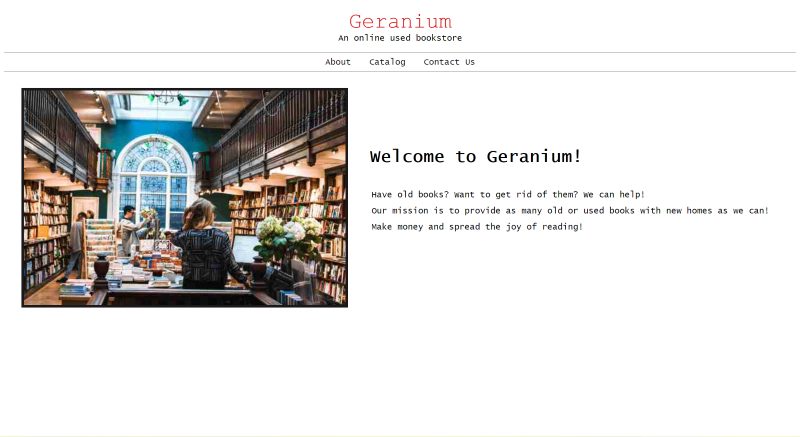 Geranium
An online used bookstore
About Catalog Contact Us
Welcome to Geranium!
Have old books? Want to get rid of them? We can help!
Our mission is to provide as many old or used books with new homes as we can!
Make money and spread the joy of reading!